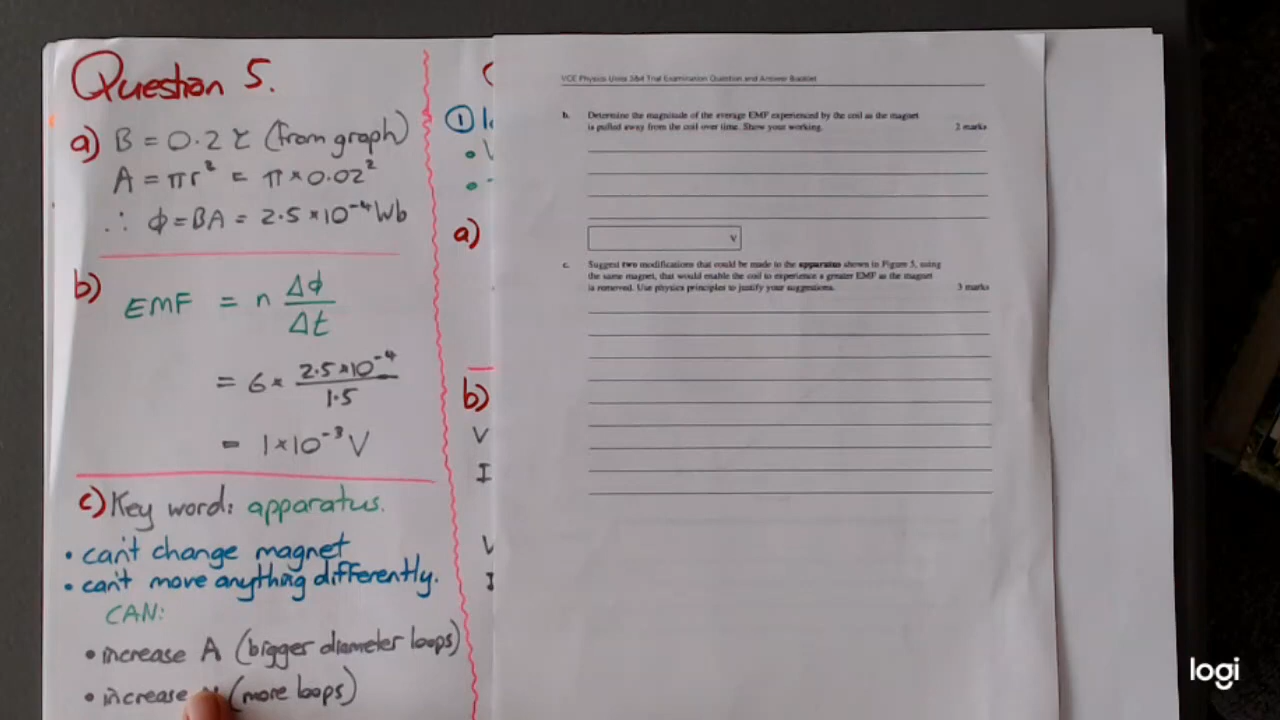 Question 5.
a) B = 0.2 T (from graph)
A = πr² = π × 0.02²
∴ φ = BA = 2.5 × 10⁻⁴ Wb
b) EMF = n Δφ / Δt
= 6 × 2.5 × 10⁻⁴ / 1.5
= 1 × 10⁻³ V
c) Key word: apparatus.
• can't change magnet
• can't move anything differently.
CAN:
• increase A (bigger diameter loops)
• increase (more loops)
①
a)
b)
V
I
V
I
VCE Physics Units 3&4 Trial Examination Question and Answer Booklet
b. Determine the magnitude of the average EMF experienced by the coil as the magnet
is pulled away from the coil over time. Show your working. 2 marks
V
c. Suggest two modifications that could be made to the apparatus shown in Figure 5, using
the same magnet, that would enable the coil to experience a greater EMF as the magnet
is removed. Use physics principles to justify your suggestions. 3 marks
logi